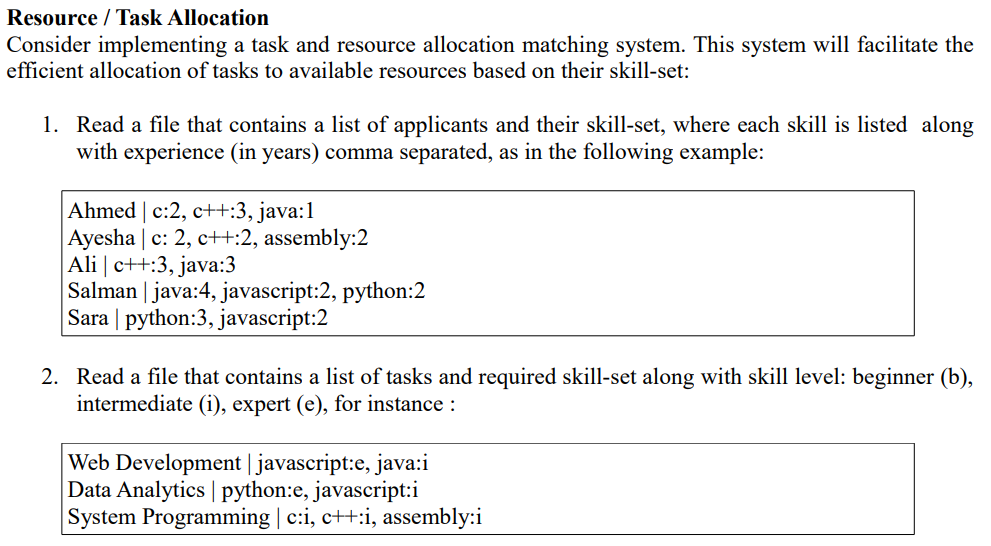 Resource / Task Allocation
Consider implementing a task and resource allocation matching system. This system will facilitate the
efficient allocation of tasks to available resources based on their skill-set:
1. Read a file that contains a list of applicants and their skill-set, where each skill is listed along
with experience (in years) comma separated, as in the following example:
Ahmed | c:2, c++:3, java:1
Ayesha | c: 2, c++:2, assembly:2
Ali | c++:3, java:3
Salman | java:4, javascript:2, python:2
Sara | python:3, javascript:2
2. Read a file that contains a list of tasks and required skill-set along with skill level: beginner (b),
intermediate (i), expert (e), for instance :
Web Development | javascript:e, java:i
Data Analytics | python:e, javascript:i
System Programming | c:i, c++:i, assembly:i